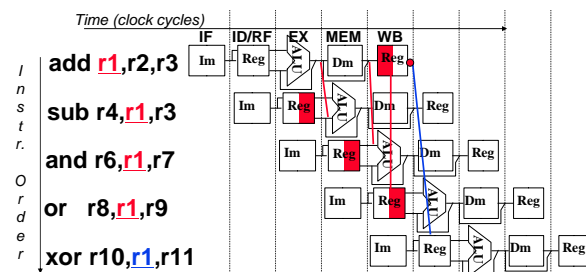 Time (clock cycles)
IF ID/RF EX MEM WB
Instr. Order
add r1,r2,r3 Im Reg ALU Dm Reg
sub r4,r1,r3 Im Reg ALU Dm Reg
and r6,r1,r7 Im Reg ALU Dm Reg
or r8,r1,r9 Im Reg ALU Dm Reg
xor r10,r1,r11 Im Reg ALU Dm Reg